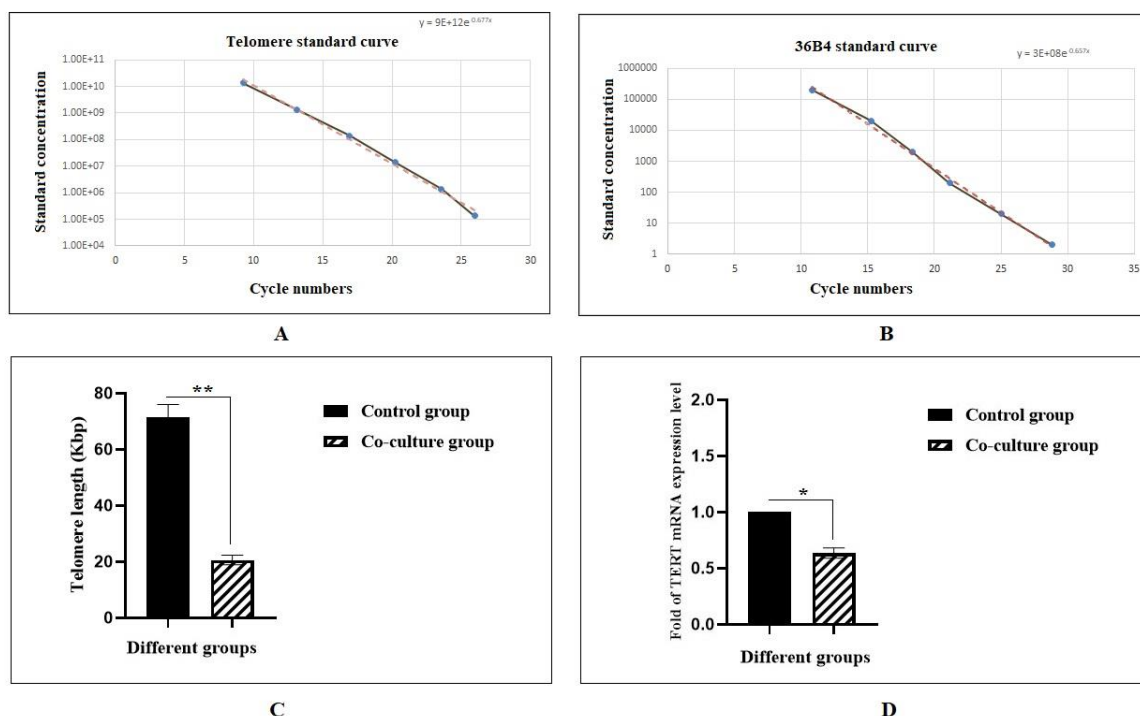 y = 9E+12e^-0.677x
Telomere standard curve
1.00E+11
1.00E+10
1.00E+09
1.00E+08
1.00E+07
1.00E+06
1.00E+05
1.00E+04
Standard concentration
0 5 10 15 20 25 30
Cycle numbers
A
36B4 standard curve
y = 3E+08e^-0.657x
1000000
100000
10000
1000
100
10
1
Standard concentration
0 5 10 15 20 25 30 35
Cycle numbers
B
80
60
40
20
0
Telomere length (Kbp)
**
Control group
Co-culture group
Different groups
C
2.0
1.5
1.0
0.5
0.0
Fold of TERT mRNA expression level
*
Control group
Co-culture group
Different groups
D